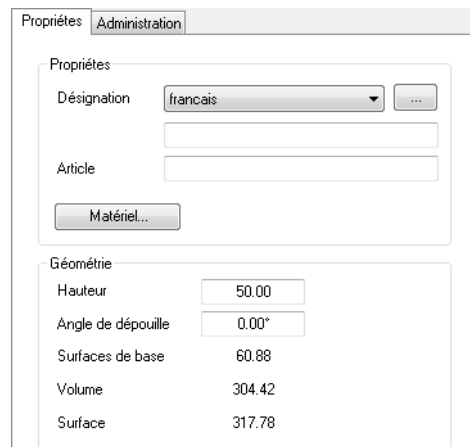 Propriétes Administration
Propriétes
Désignation francais ...
Article
Matériel...
Géométrie
Hauteur 50.00
Angle de dépouille 0.00°
Surfaces de base 60.88
Volume 304.42
Surface 317.78